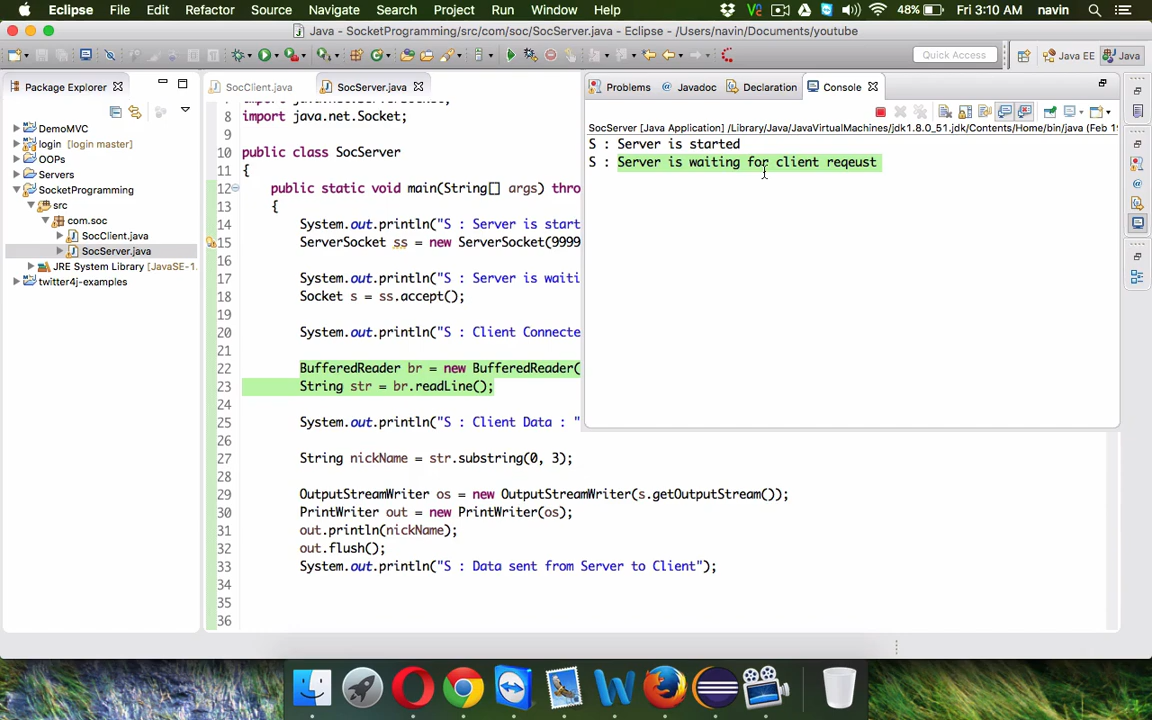 Eclipse File Edit Refactor Source Navigate Search Project Run Window Help 48% Fri 3:10 AM navin
Java - SocketProgramming/src/com/soc/SocServer.java - Eclipse - /Users/navin/Documents/youtube
Quick Access Java EE Java
Package Explorer
DemoMVC
login [login master]
OOPs
Servers
SocketProgramming
src
com.soc
SocClient.java
SocServer.java
JRE System Library [JavaSE-1.
twitter4j-examples
SocClient.java SocServer.java
8 import java.net.Socket;
9
10 public class SocServer
11 {
12 public static void main(String[] args) thro
13 {
14 System.out.println("S : Server is start
15 ServerSocket ss = new ServerSocket(9999
16
17 System.out.println("S : Server is waiti
18 Socket s = ss.accept();
19
20 System.out.println("S : Client Connecte
21
22 BufferedReader br = new BufferedReader(
23 String str = br.readLine();
24
25 System.out.println("S : Client Data : "
26
27 String nickName = str.substring(0, 3);
28
29 OutputStreamWriter os = new OutputStreamWriter(s.getOutputStream());
30 PrintWriter out = new PrintWriter(os);
31 out.println(nickName);
32 out.flush();
33 System.out.println("S : Data sent from Server to Client");
34
35
36
Problems Javadoc Declaration Console
SocServer [Java Application] /Library/Java/JavaVirtualMachines/jdk1.8.0_51.jdk/Contents/Home/bin/java (Feb 19
S : Server is started
S : Server is waiting for client reqeust